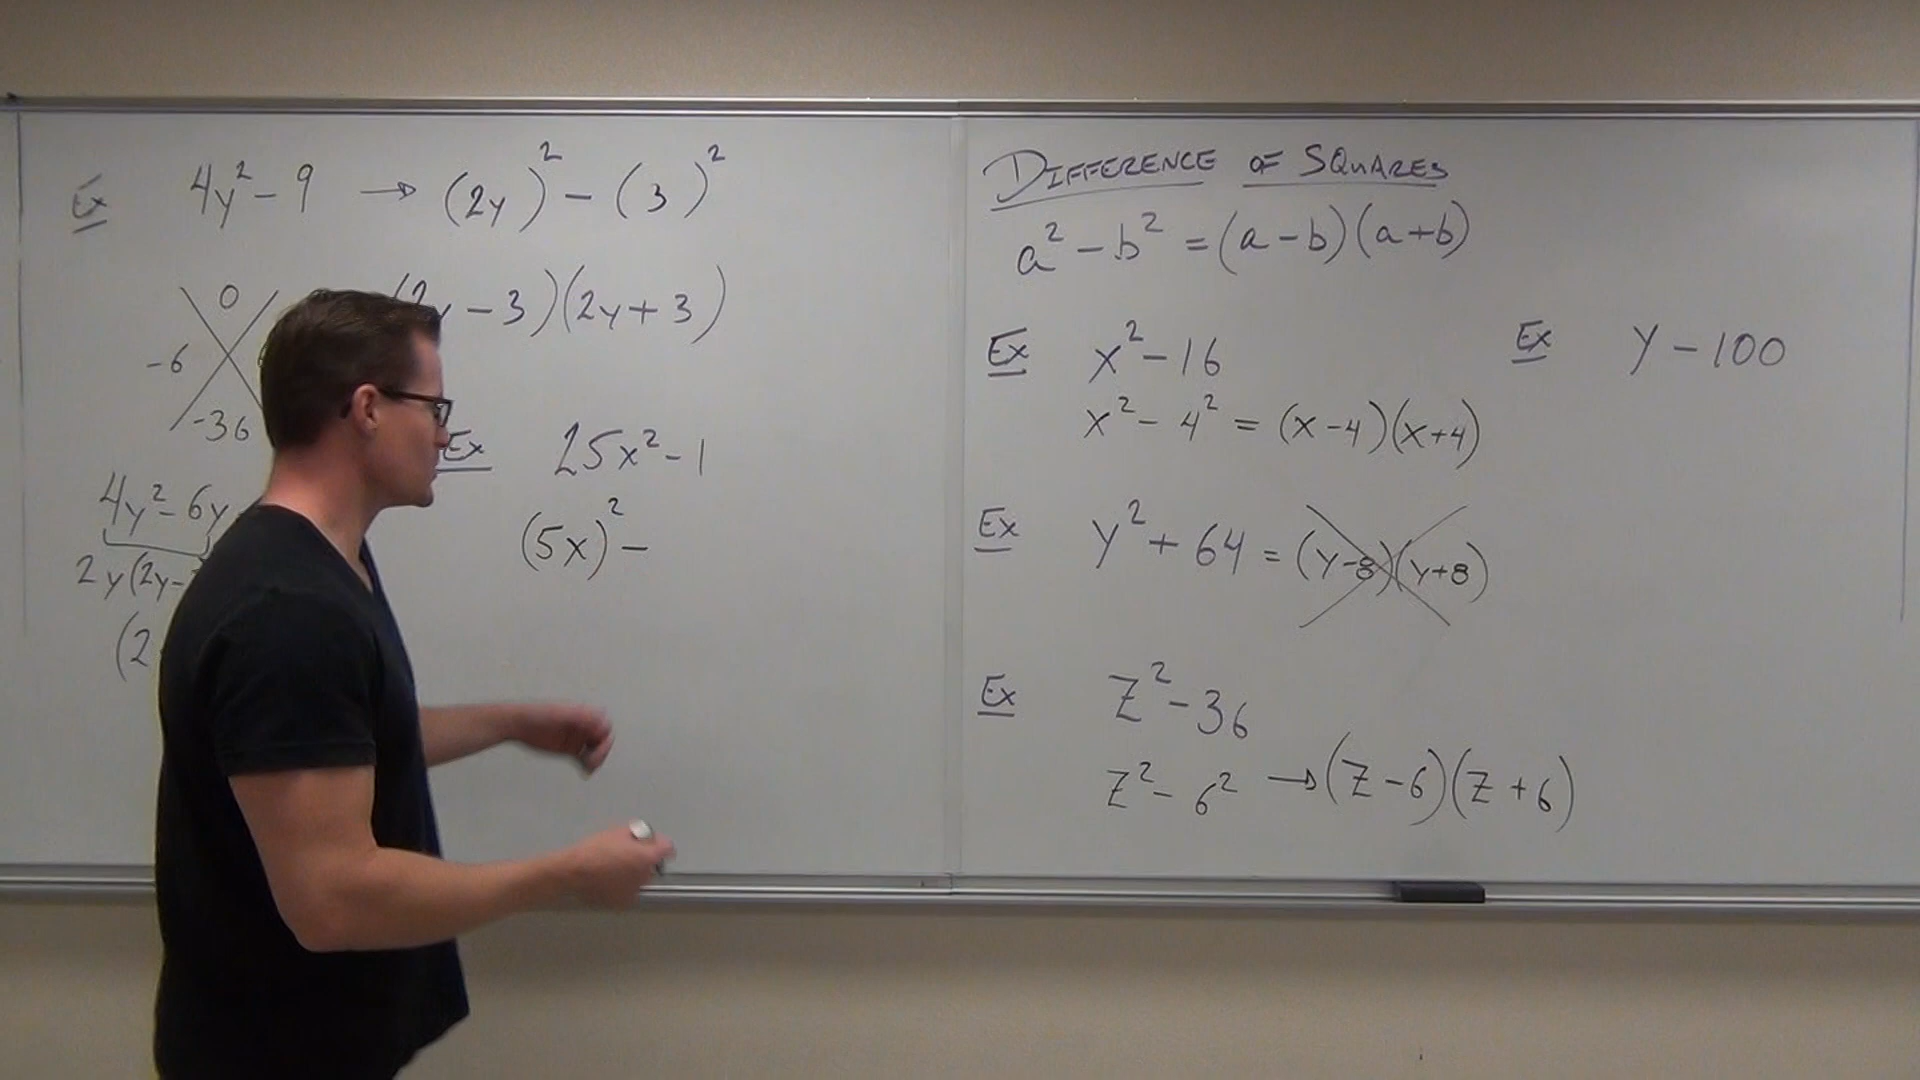 Ex 4y² - 9 → (2y)² - (3)²
(2y - 3)(2y + 3)
0
-6
-36
4y² - 6y
2y(2y-
(2
Ex 25x² - 1
(5x)² -
DIFFERENCE OF SQUARES
a² - b² = (a - b)(a + b)
Ex x² - 16
x² - 4² = (x - 4)(x + 4)
Ex y - 100
Ex y² + 64 = (y - 8)(y + 8)
Ex z² - 36
z² - 6² → (z - 6)(z + 6)